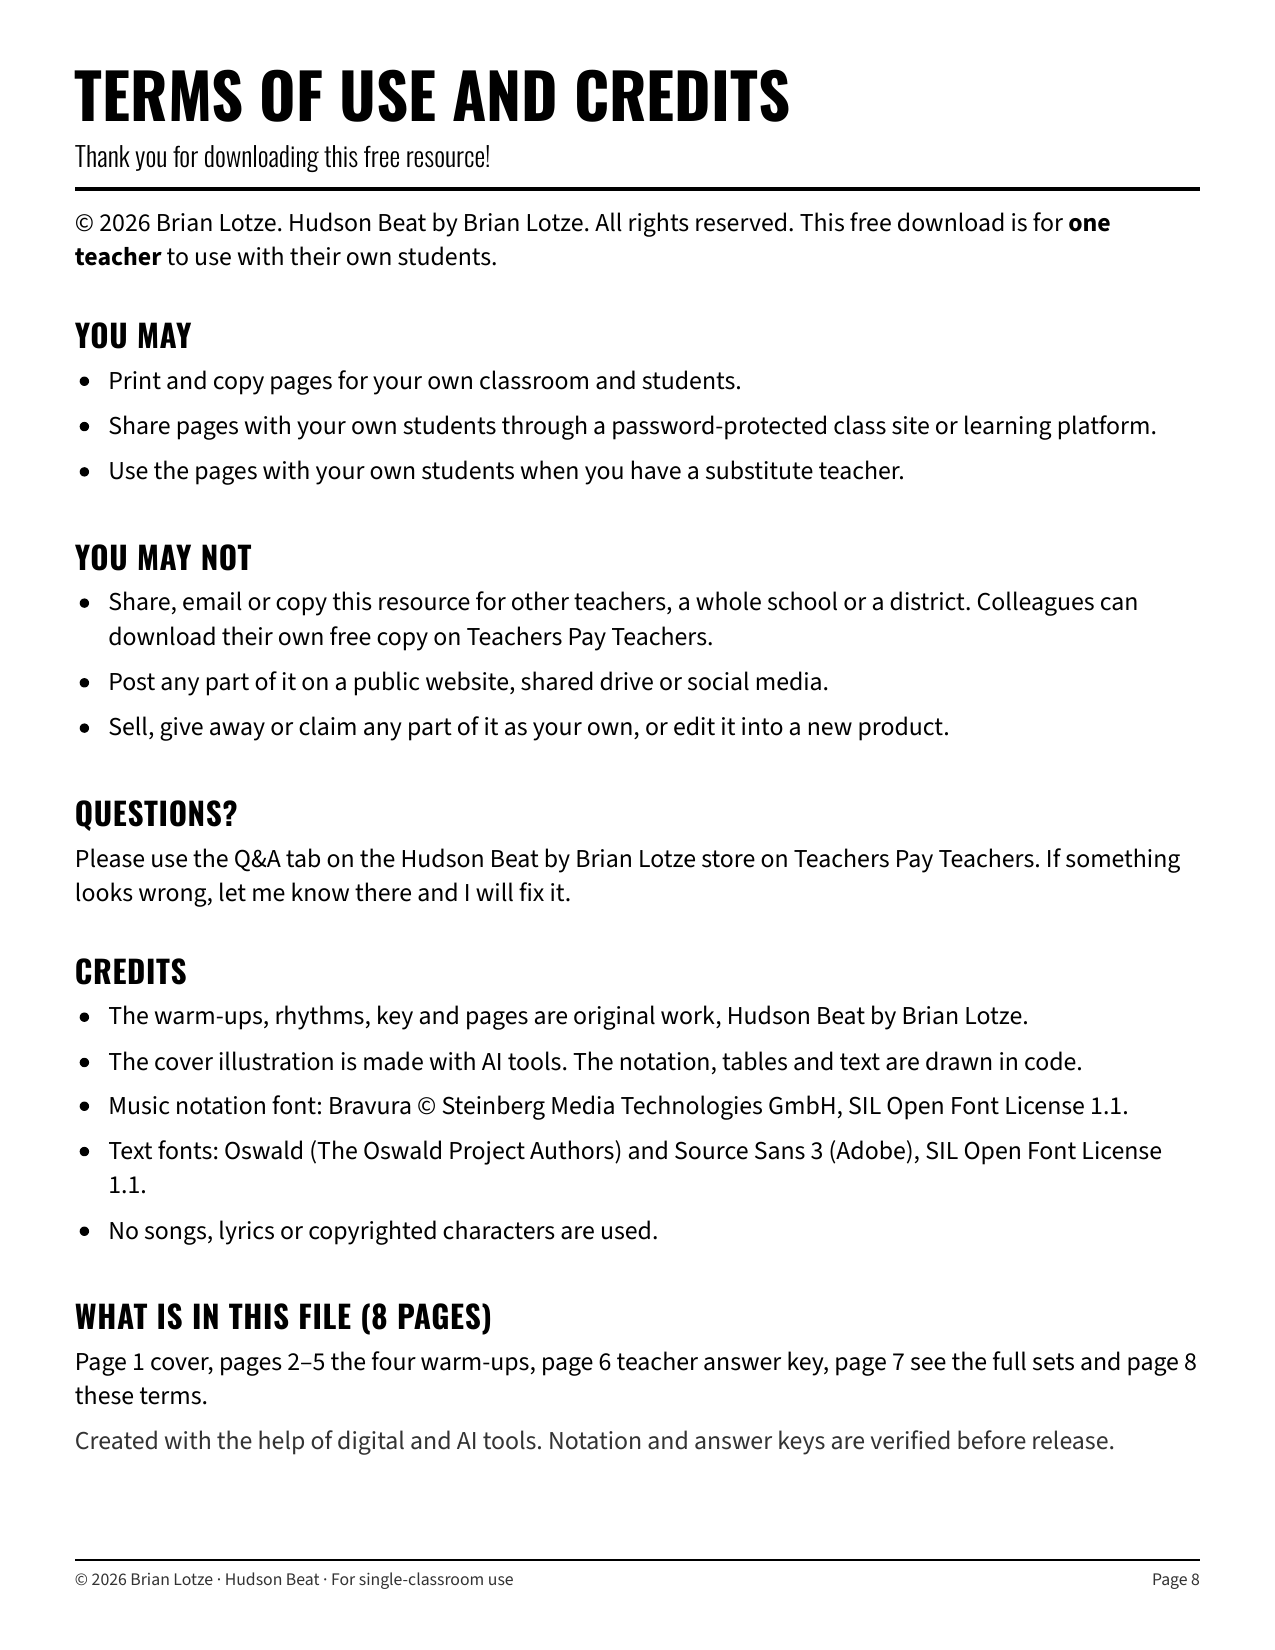 TERMS OF USE AND CREDITS
Thank you for downloading this free resource!
© 2026 Brian Lotze. Hudson Beat by Brian Lotze. All rights reserved. This free download is for one
teacher to use with their own students.
YOU MAY
• Print and copy pages for your own classroom and students.
• Share pages with your own students through a password-protected class site or learning platform.
• Use the pages with your own students when you have a substitute teacher.
YOU MAY NOT
• Share, email or copy this resource for other teachers, a whole school or a district. Colleagues can
download their own free copy on Teachers Pay Teachers.
• Post any part of it on a public website, shared drive or social media.
• Sell, give away or claim any part of it as your own, or edit it into a new product.
QUESTIONS?
Please use the Q&A tab on the Hudson Beat by Brian Lotze store on Teachers Pay Teachers. If something
looks wrong, let me know there and I will fix it.
CREDITS
• The warm-ups, rhythms, key and pages are original work, Hudson Beat by Brian Lotze.
• The cover illustration is made with AI tools. The notation, tables and text are drawn in code.
• Music notation font: Bravura © Steinberg Media Technologies GmbH, SIL Open Font License 1.1.
• Text fonts: Oswald (The Oswald Project Authors) and Source Sans 3 (Adobe), SIL Open Font License
1.1.
• No songs, lyrics or copyrighted characters are used.
WHAT IS IN THIS FILE (8 PAGES)
Page 1 cover, pages 2–5 the four warm-ups, page 6 teacher answer key, page 7 see the full sets and page 8
these terms.
Created with the help of digital and AI tools. Notation and answer keys are verified before release.
© 2026 Brian Lotze · Hudson Beat · For single-classroom use
Page 8